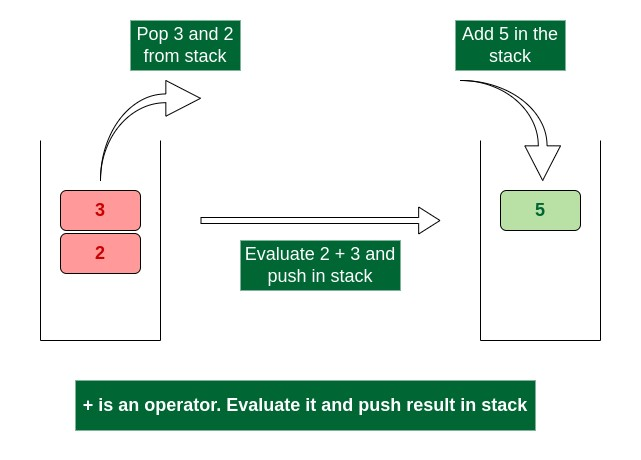 Pop 3 and 2
from stack
Add 5 in the
stack
3
2
5
Evaluate 2 + 3 and
push in stack
+ is an operator. Evaluate it and push result in stack